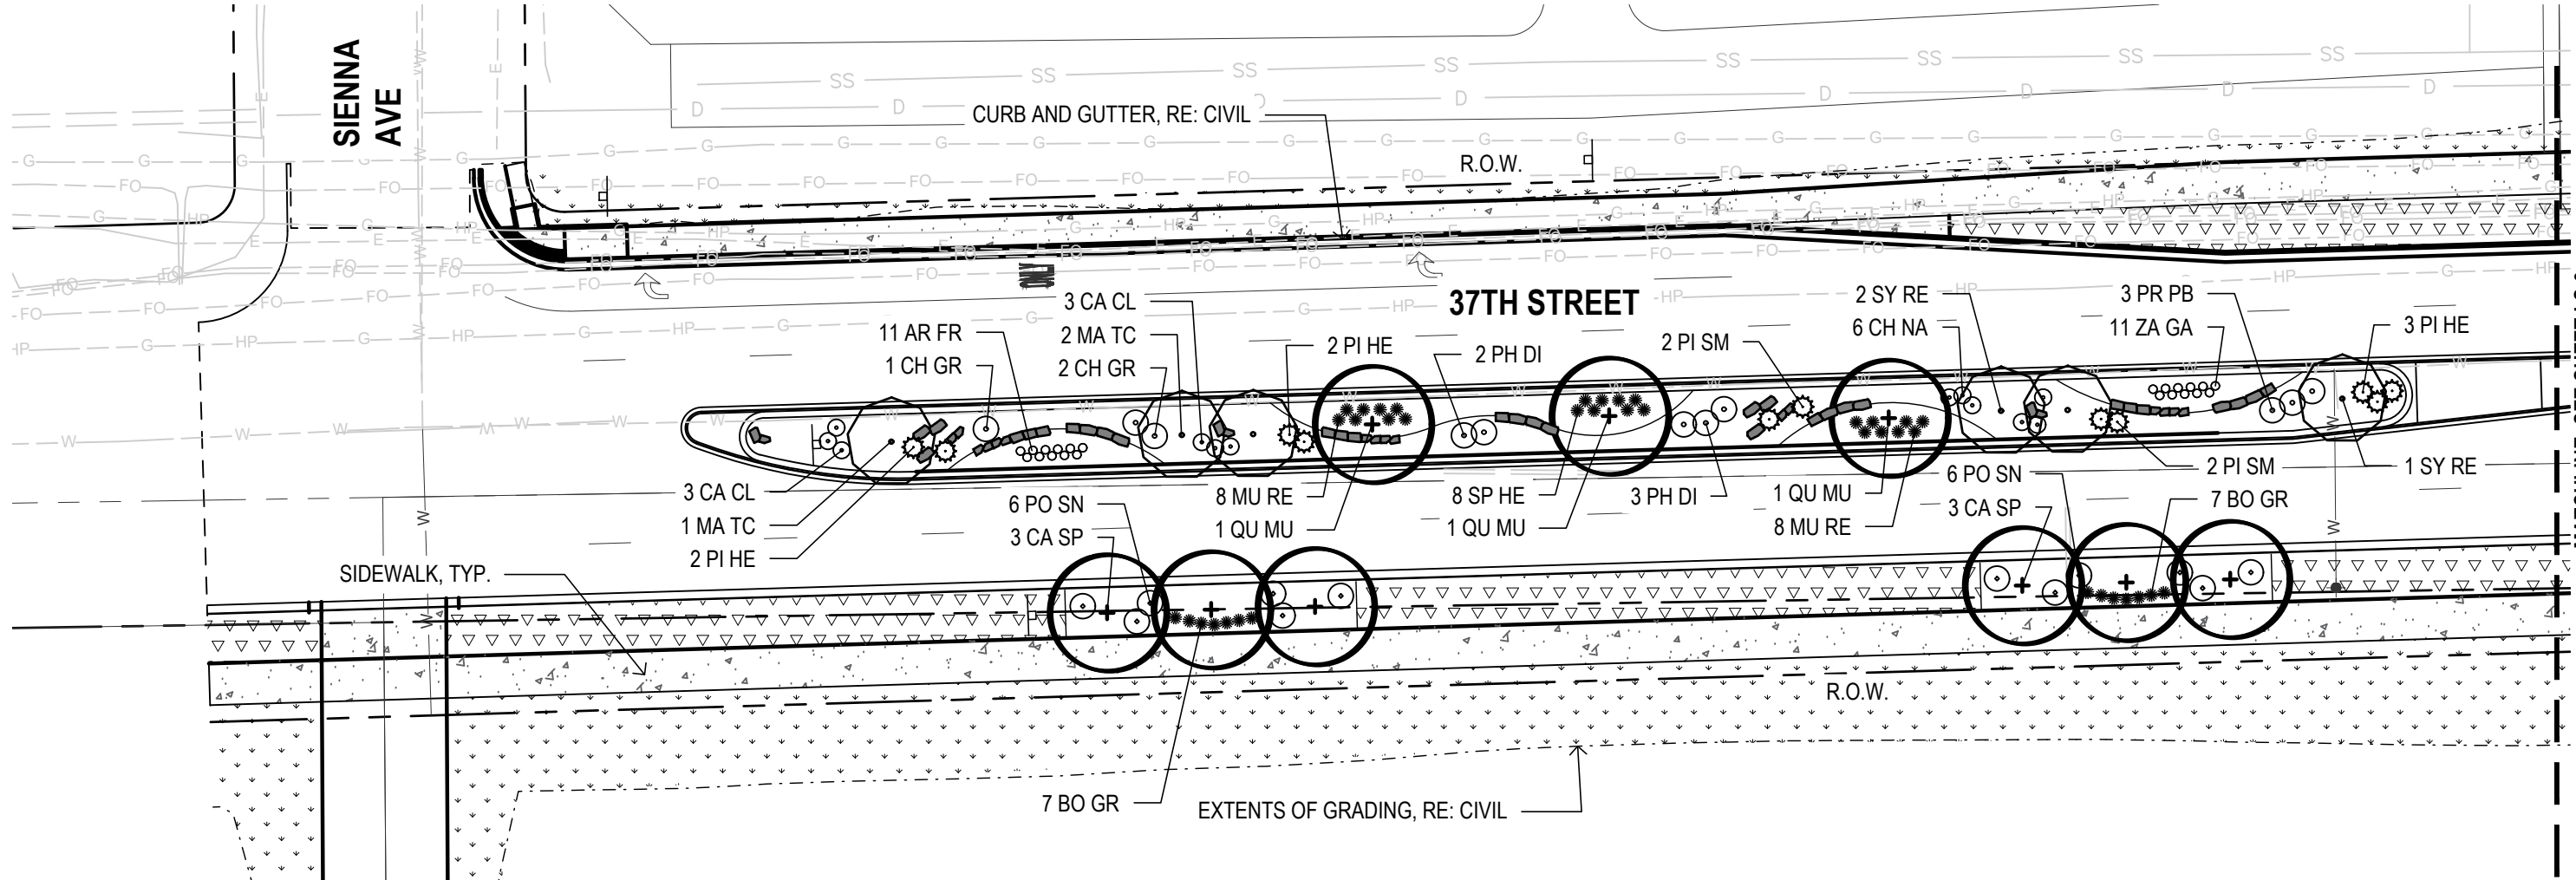 SIENNA
AVE
CURB AND GUTTER, RE: CIVIL
R.O.W.
37TH STREET
3 CA CL
2 MA TC
2 CH GR
11 AR FR
1 CH GR
2 PI HE
2 PH DI
2 PI SM
2 SY RE
6 CH NA
3 PR PB
11 ZA GA
3 PI HE
3 CA CL
1 MA TC
2 PI HE
6 PO SN
3 CA SP
8 MU RE
1 QU MU
8 SP HE
1 QU MU
3 PH DI
1 QU MU
8 MU RE
6 PO SN
3 CA SP
2 PI SM
7 BO GR
1 SY RE
SIDEWALK, TYP.
R.O.W.
7 BO GR
EXTENTS OF GRADING, RE: CIVIL